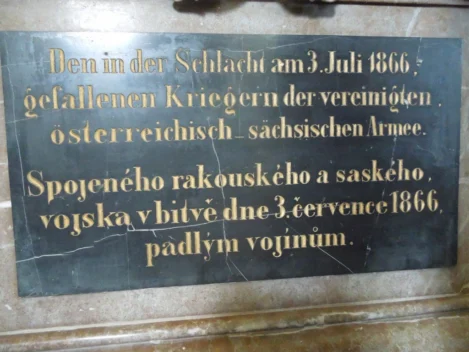 Den in der Schlacht am 3. Juli 1866,
gefallenen Kriegern der vereinigten
österreichisch-sächsischen Armee.
Spojeného rakouského a saského
vojska v bitvě dne 3. července 1866,
padlým vojínům.